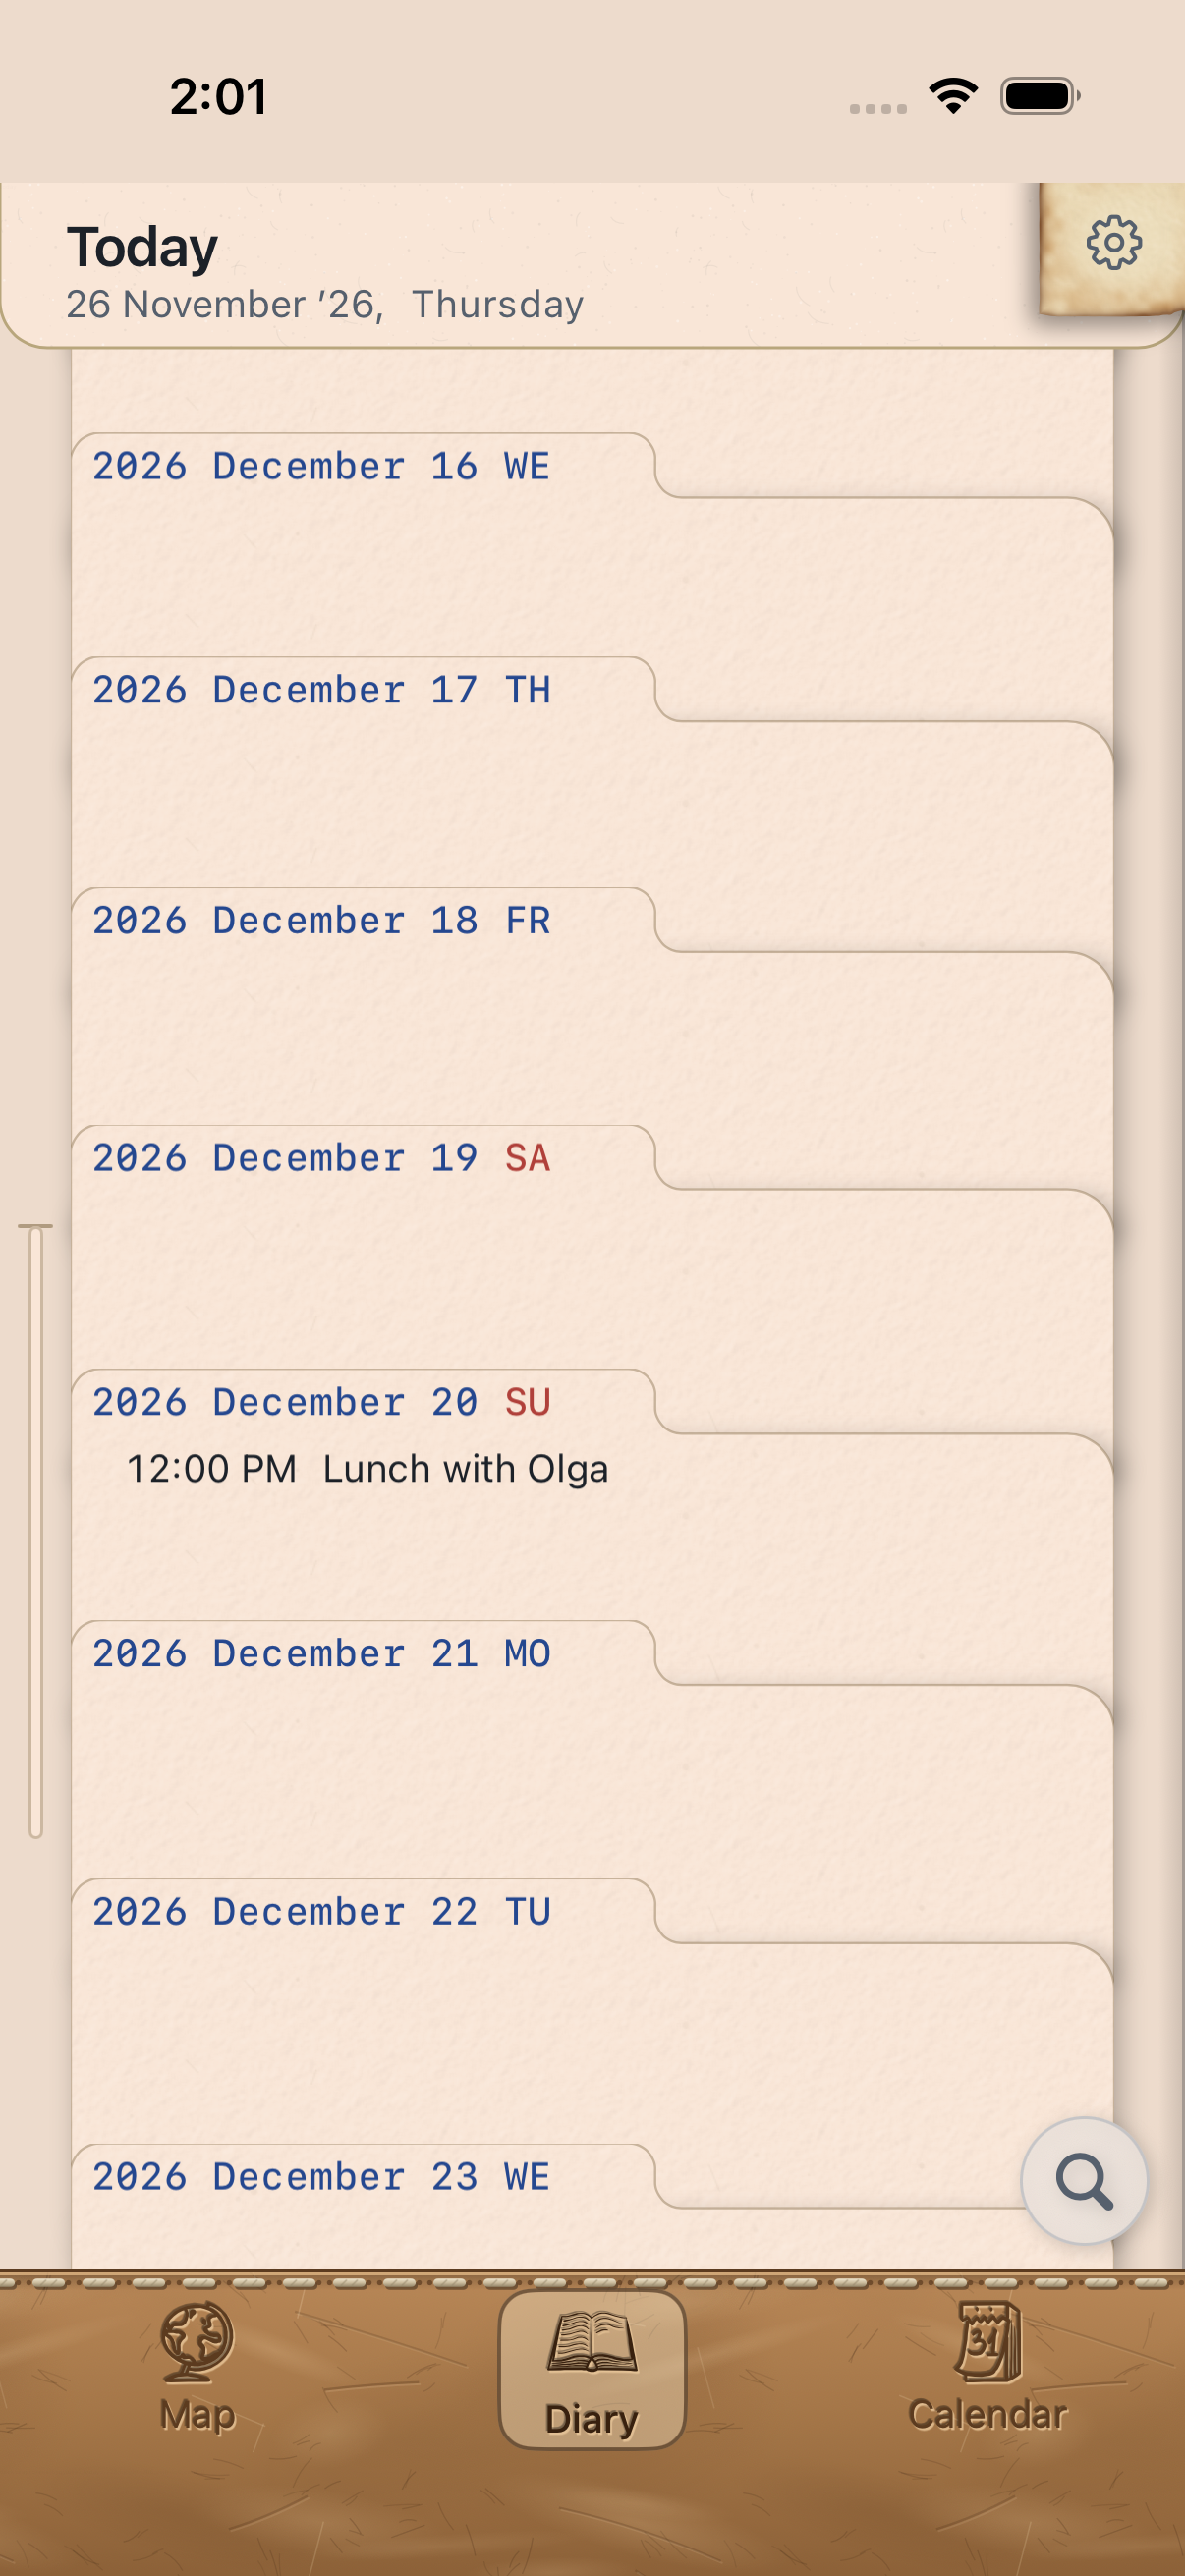 2:01
Today
26 November ’26, Thursday
2026 December 16 WE
2026 December 17 TH
2026 December 18 FR
2026 December 19 SA
2026 December 20 SU
12:00 PM Lunch with Olga
2026 December 21 MO
2026 December 22 TU
2026 December 23 WE
31
Map
Diary
Calendar